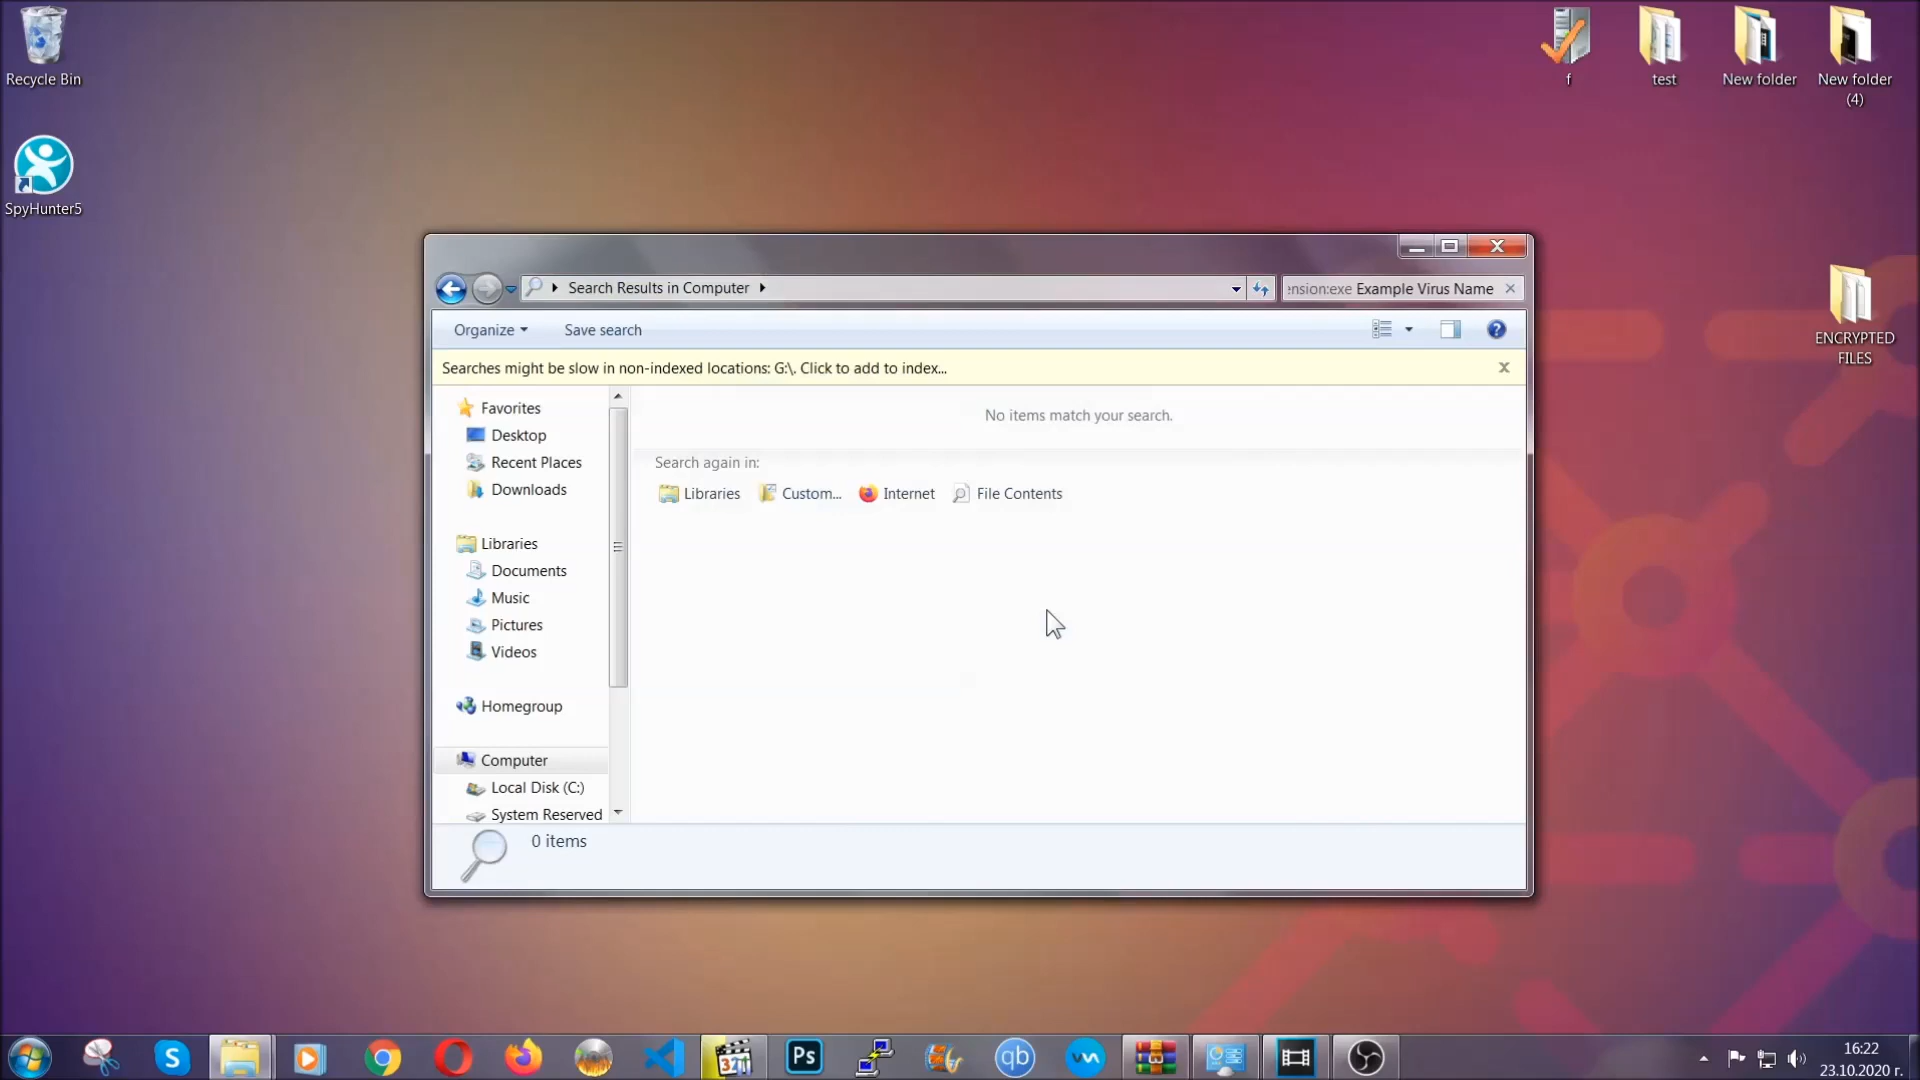 Recycle Bin
SpyHunter5
f
test
New folder
New folder
(4)
ENCRYPTED
FILES
Search Results in Computer
ension:exe Example Virus Name
Organize
Save search
Searches might be slow in non-indexed locations: G:\. Click to add to index...
Favorites
Desktop
Recent Places
Downloads
Libraries
Documents
Music
Pictures
Videos
Homegroup
Computer
Local Disk (C:)
System Reserved
No items match your search.
Search again in:
Libraries
Custom...
Internet
File Contents
0 items
S
321
Ps
qb
16:22
23.10.2020 г.